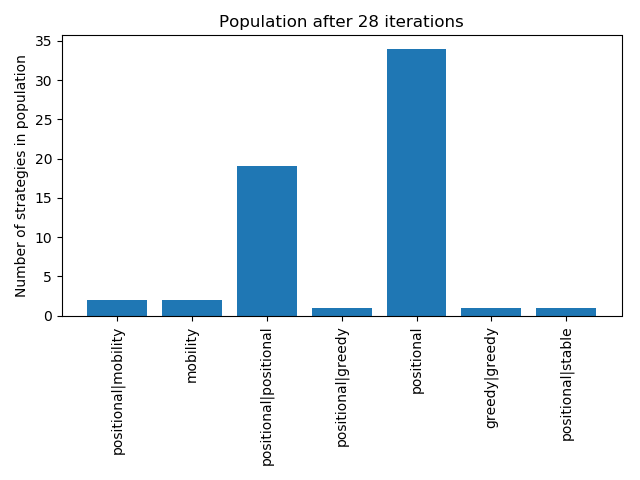 Population after 28 iterations
Number of strategies in population
35
30
25
20
15
10
5
0
positional|mobility
mobility
positional|positional
positional|greedy
positional
greedy|greedy
positional|stable